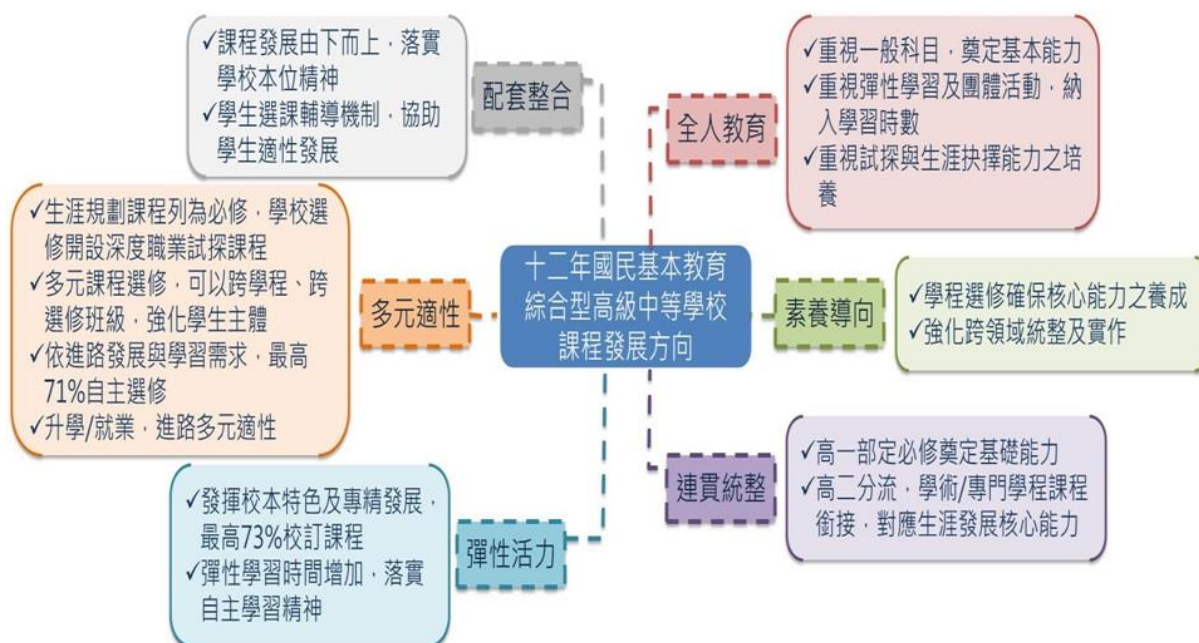 ✓課程發展由下而上，落實
學校本位精神
✓學生選課輔導機制，協助
學生適性發展
配套整合
全人教育
✓重視一般科目，奠定基本能力
✓重視彈性學習及團體活動，納
入學習時數
✓重視試探與生涯抉擇能力之培
養
✓生涯規劃課程列為必修，學校選
修開設深度職業試探課程
✓多元課程選修，可以跨學程、跨
選修班級，強化學生主體
✓依進路發展與學習需求，最高
71%自主選修
✓升學/就業，進路多元適性
多元適性
十二年國民基本教育
綜合型高級中等學校
課程發展方向
素養導向
✓學程選修確保核心能力之養成
✓強化跨領域統整及實作
✓發揮校本特色及專精發展，
最高73%校訂課程
✓彈性學習時間增加，落實
自主學習精神
彈性活力
連貫統整
✓高一部定必修奠定基礎能力
✓高二分流，學術/專門學程課程
銜接，對應生涯發展核心能力